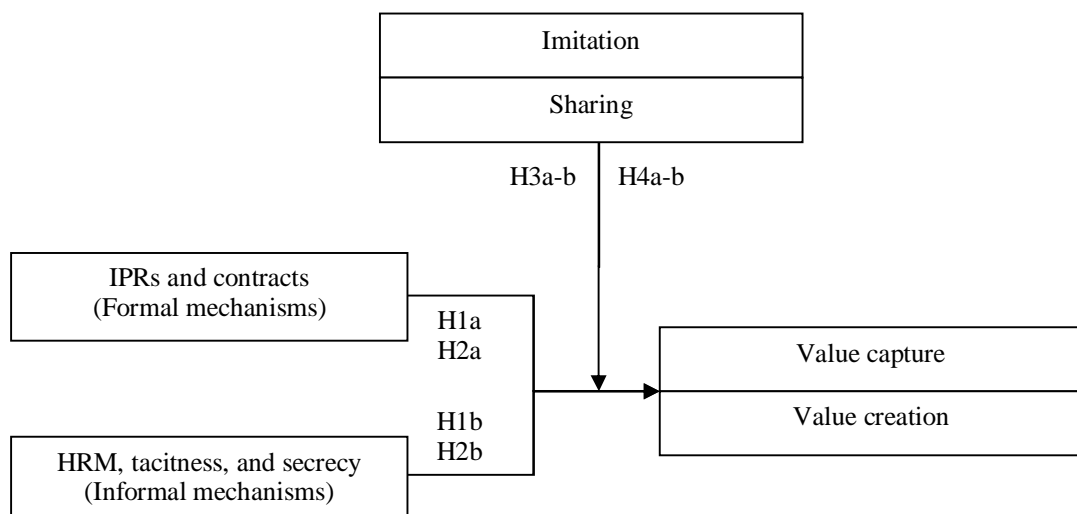 Imitation
Sharing
H3a-b
H4a-b
IPRs and contracts
(Formal mechanisms)
H1a
H2a
Value capture
Value creation
H1b
H2b
HRM, tacitness, and secrecy
(Informal mechanisms)